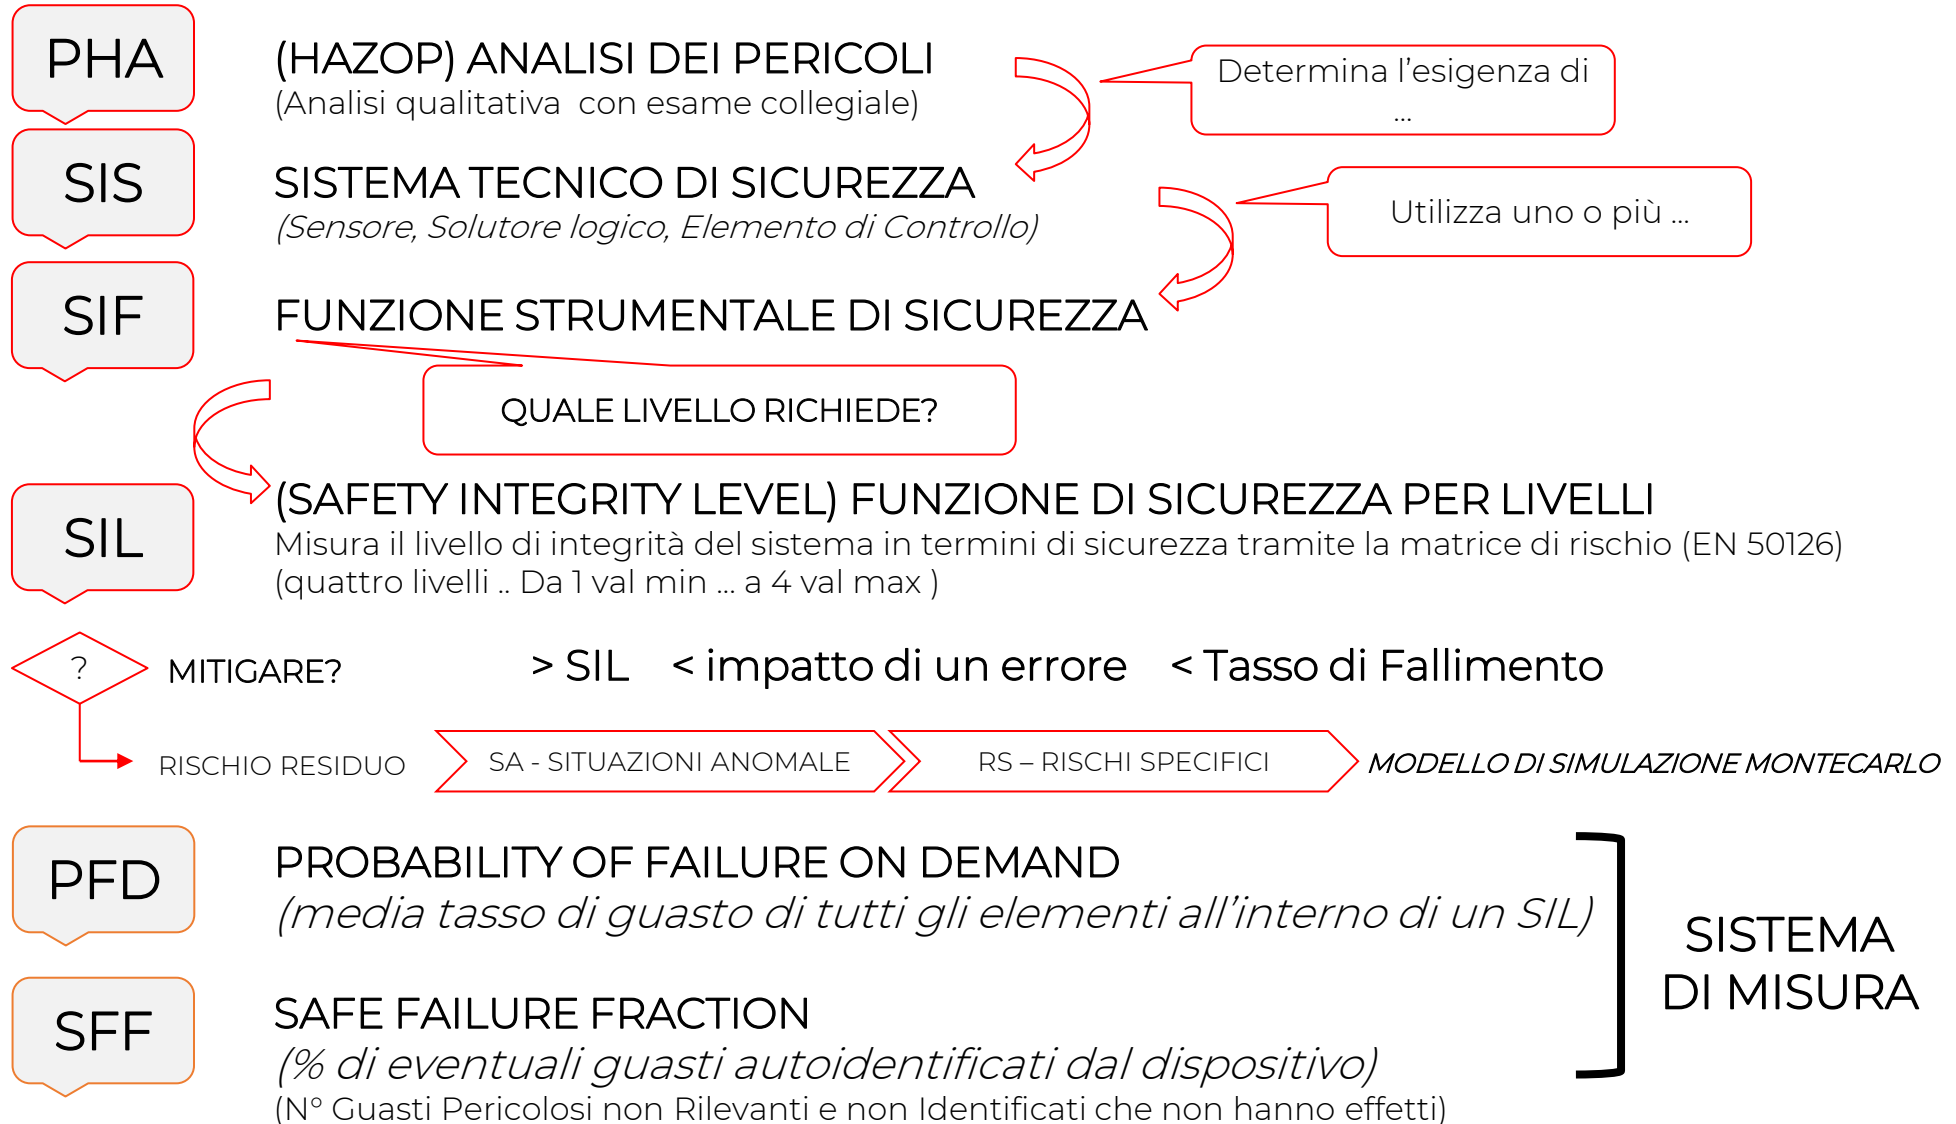 PHA
(HAZOP) ANALISI DEI PERICOLI
(Analisi qualitativa con esame collegiale)
Determina l’esigenza di
...
SIS
SISTEMA TECNICO DI SICUREZZA
(Sensore, Solutore logico, Elemento di Controllo)
Utilizza uno o più ...
SIF
FUNZIONE STRUMENTALE DI SICUREZZA
QUALE LIVELLO RICHIEDE?
SIL
(SAFETY INTEGRITY LEVEL) FUNZIONE DI SICUREZZA PER LIVELLI
Misura il livello di integrità del sistema in termini di sicurezza tramite la matrice di rischio (EN 50126)
(quattro livelli .. Da 1 val min ... a 4 val max )
?
MITIGARE?
> SIL < impatto di un errore < Tasso di Fallimento
RISCHIO RESIDUO
SA - SITUAZIONI ANOMALE
RS – RISCHI SPECIFICI
MODELLO DI SIMULAZIONE MONTECARLO
PFD
PROBABILITY OF FAILURE ON DEMAND
(media tasso di guasto di tutti gli elementi all’interno di un SIL)
SISTEMA
DI MISURA
SFF
SAFE FAILURE FRACTION
(% di eventuali guasti autoidentificati dal dispositivo)
(N° Guasti Pericolosi non Rilevanti e non Identificati che non hanno effetti)